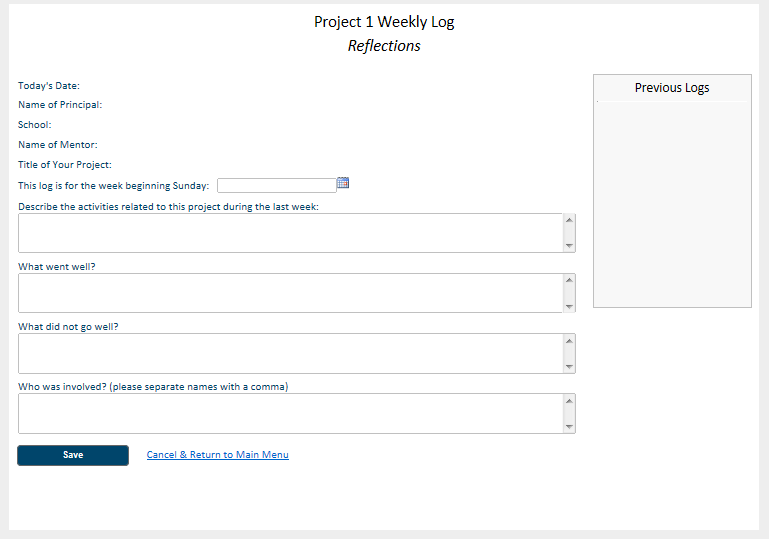 Project 1 Weekly Log
Reflections
Today's Date:
Name of Principal:
School:
Name of Mentor:
Title of Your Project:
This log is for the week beginning Sunday:
Describe the activities related to this project during the last week:
What went well?
What did not go well?
Who was involved? (please separate names with a comma)
Save
Cancel & Return to Main Menu
Previous Logs